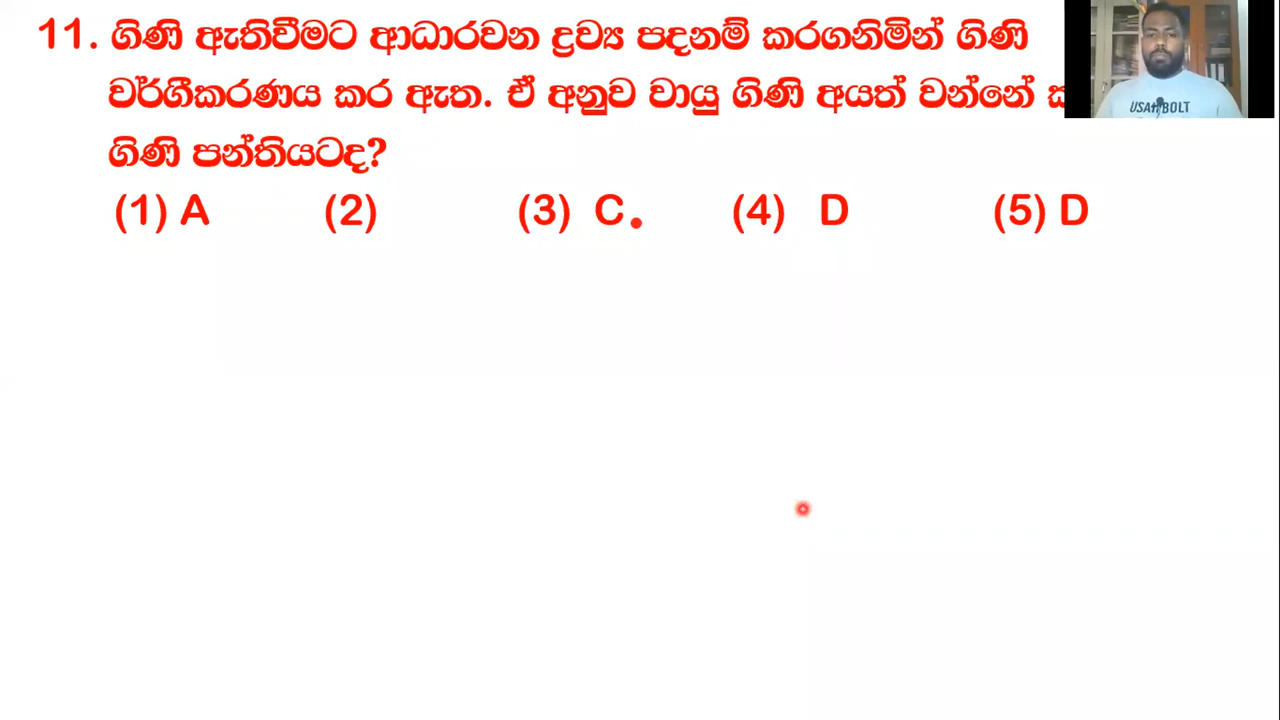 11. ගිණි ඇතිවීමට ආධාරවන ද්‍රව්‍ය පදනම් කරගනිමින් ගිණි
වර්ගීකරණය කර ඇත. ඒ අනුව වායු ගිණි අයත් වන්නේ
ගිණි පන්තියටද?
(1) A (2) (3) C. (4) D (5) D
USAIN BOLT